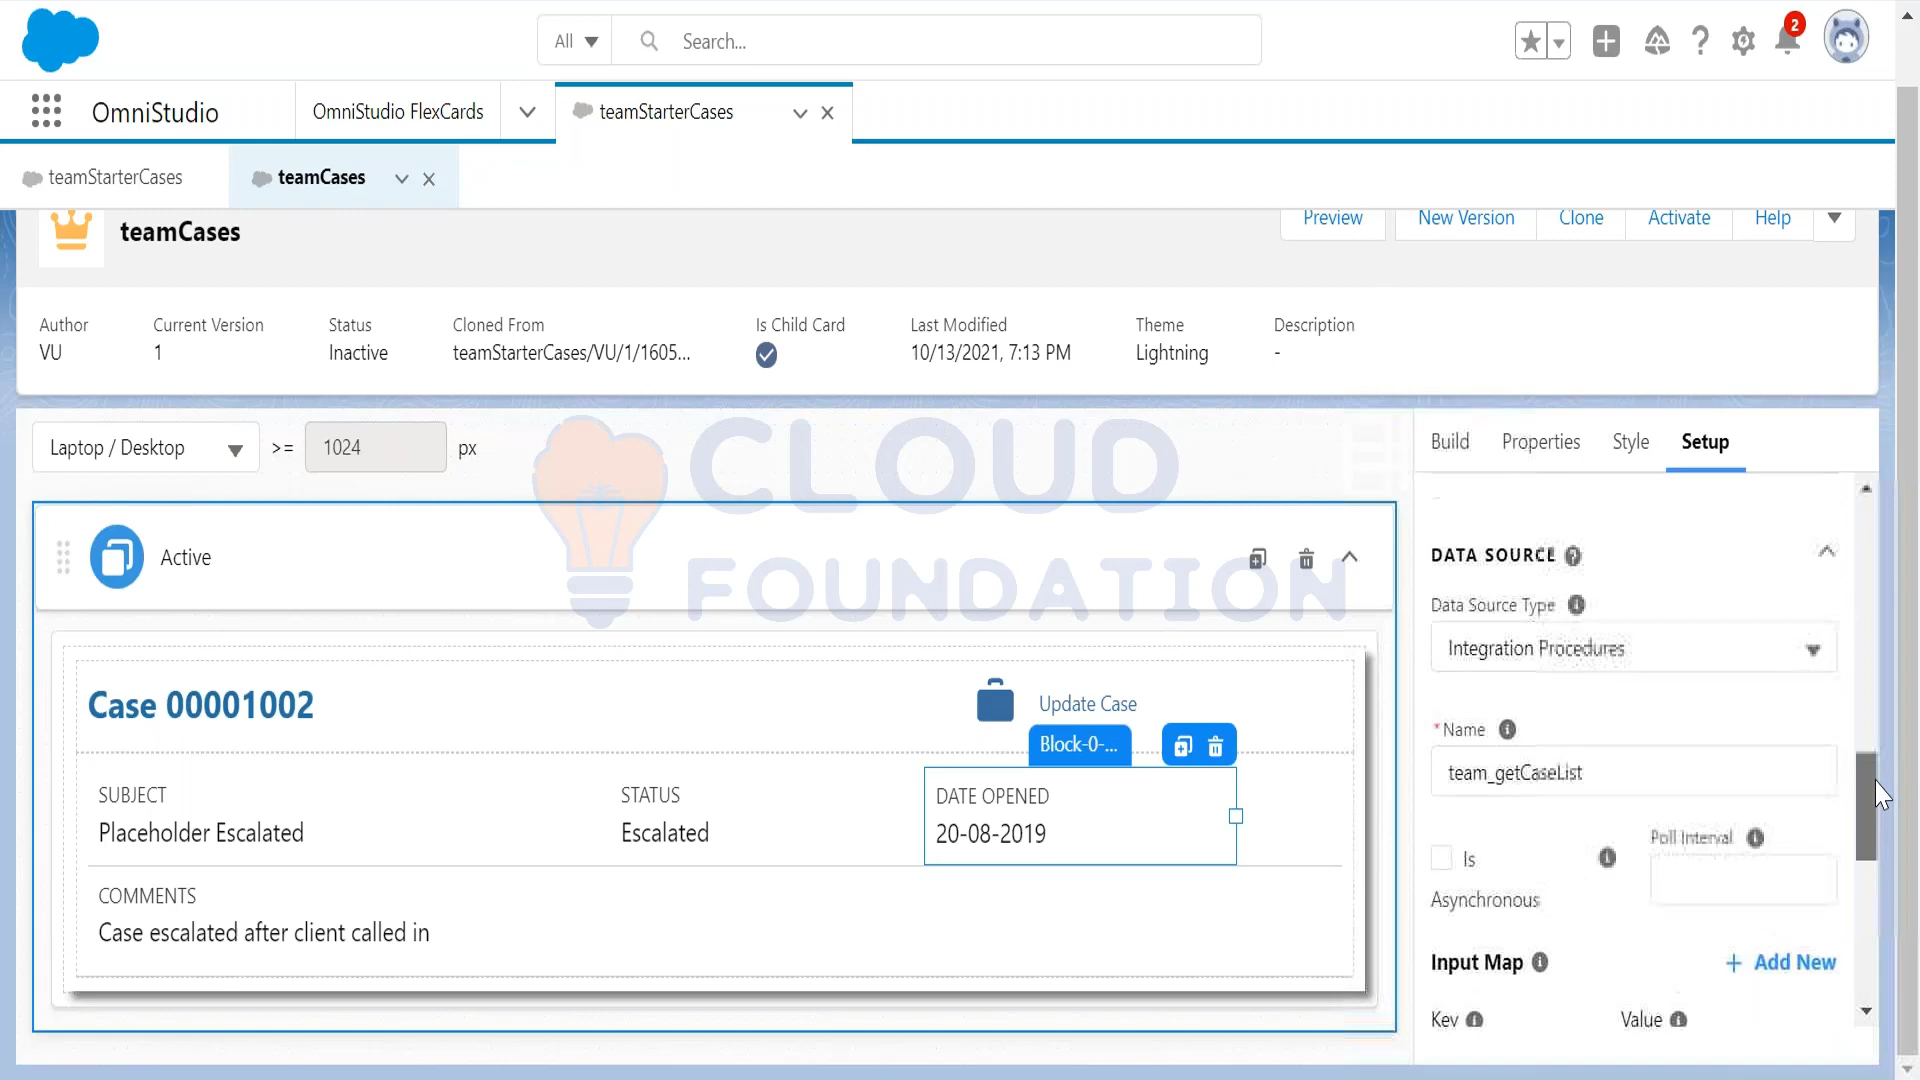 All
Search...
2
OmniStudio
OmniStudio FlexCards
teamStarterCases
teamStarterCases
teamCases
teamCases
Preview
New Version
Clone
Activate
Help
Author
Current Version
Status
Cloned From
Is Child Card
Last Modified
Theme
Description
VU
1
Inactive
teamStarterCases/VU/1/1605...
10/13/2021, 7:13 PM
Lightning
-
Laptop / Desktop
>=
1024
px
CLOUD
FOUNDATION
Build
Properties
Style
Setup
Active
DATA SOURCE
Data Source Type
Integration Procedures
Case 00001002
Update Case
Block-0-...
* Name
team_getCaseList
SUBJECT
STATUS
DATE OPENED
Placeholder Escalated
Escalated
20-08-2019
Is
Asynchronous
Poll Interval
COMMENTS
Case escalated after client called in
Input Map
+ Add New
Key
Value